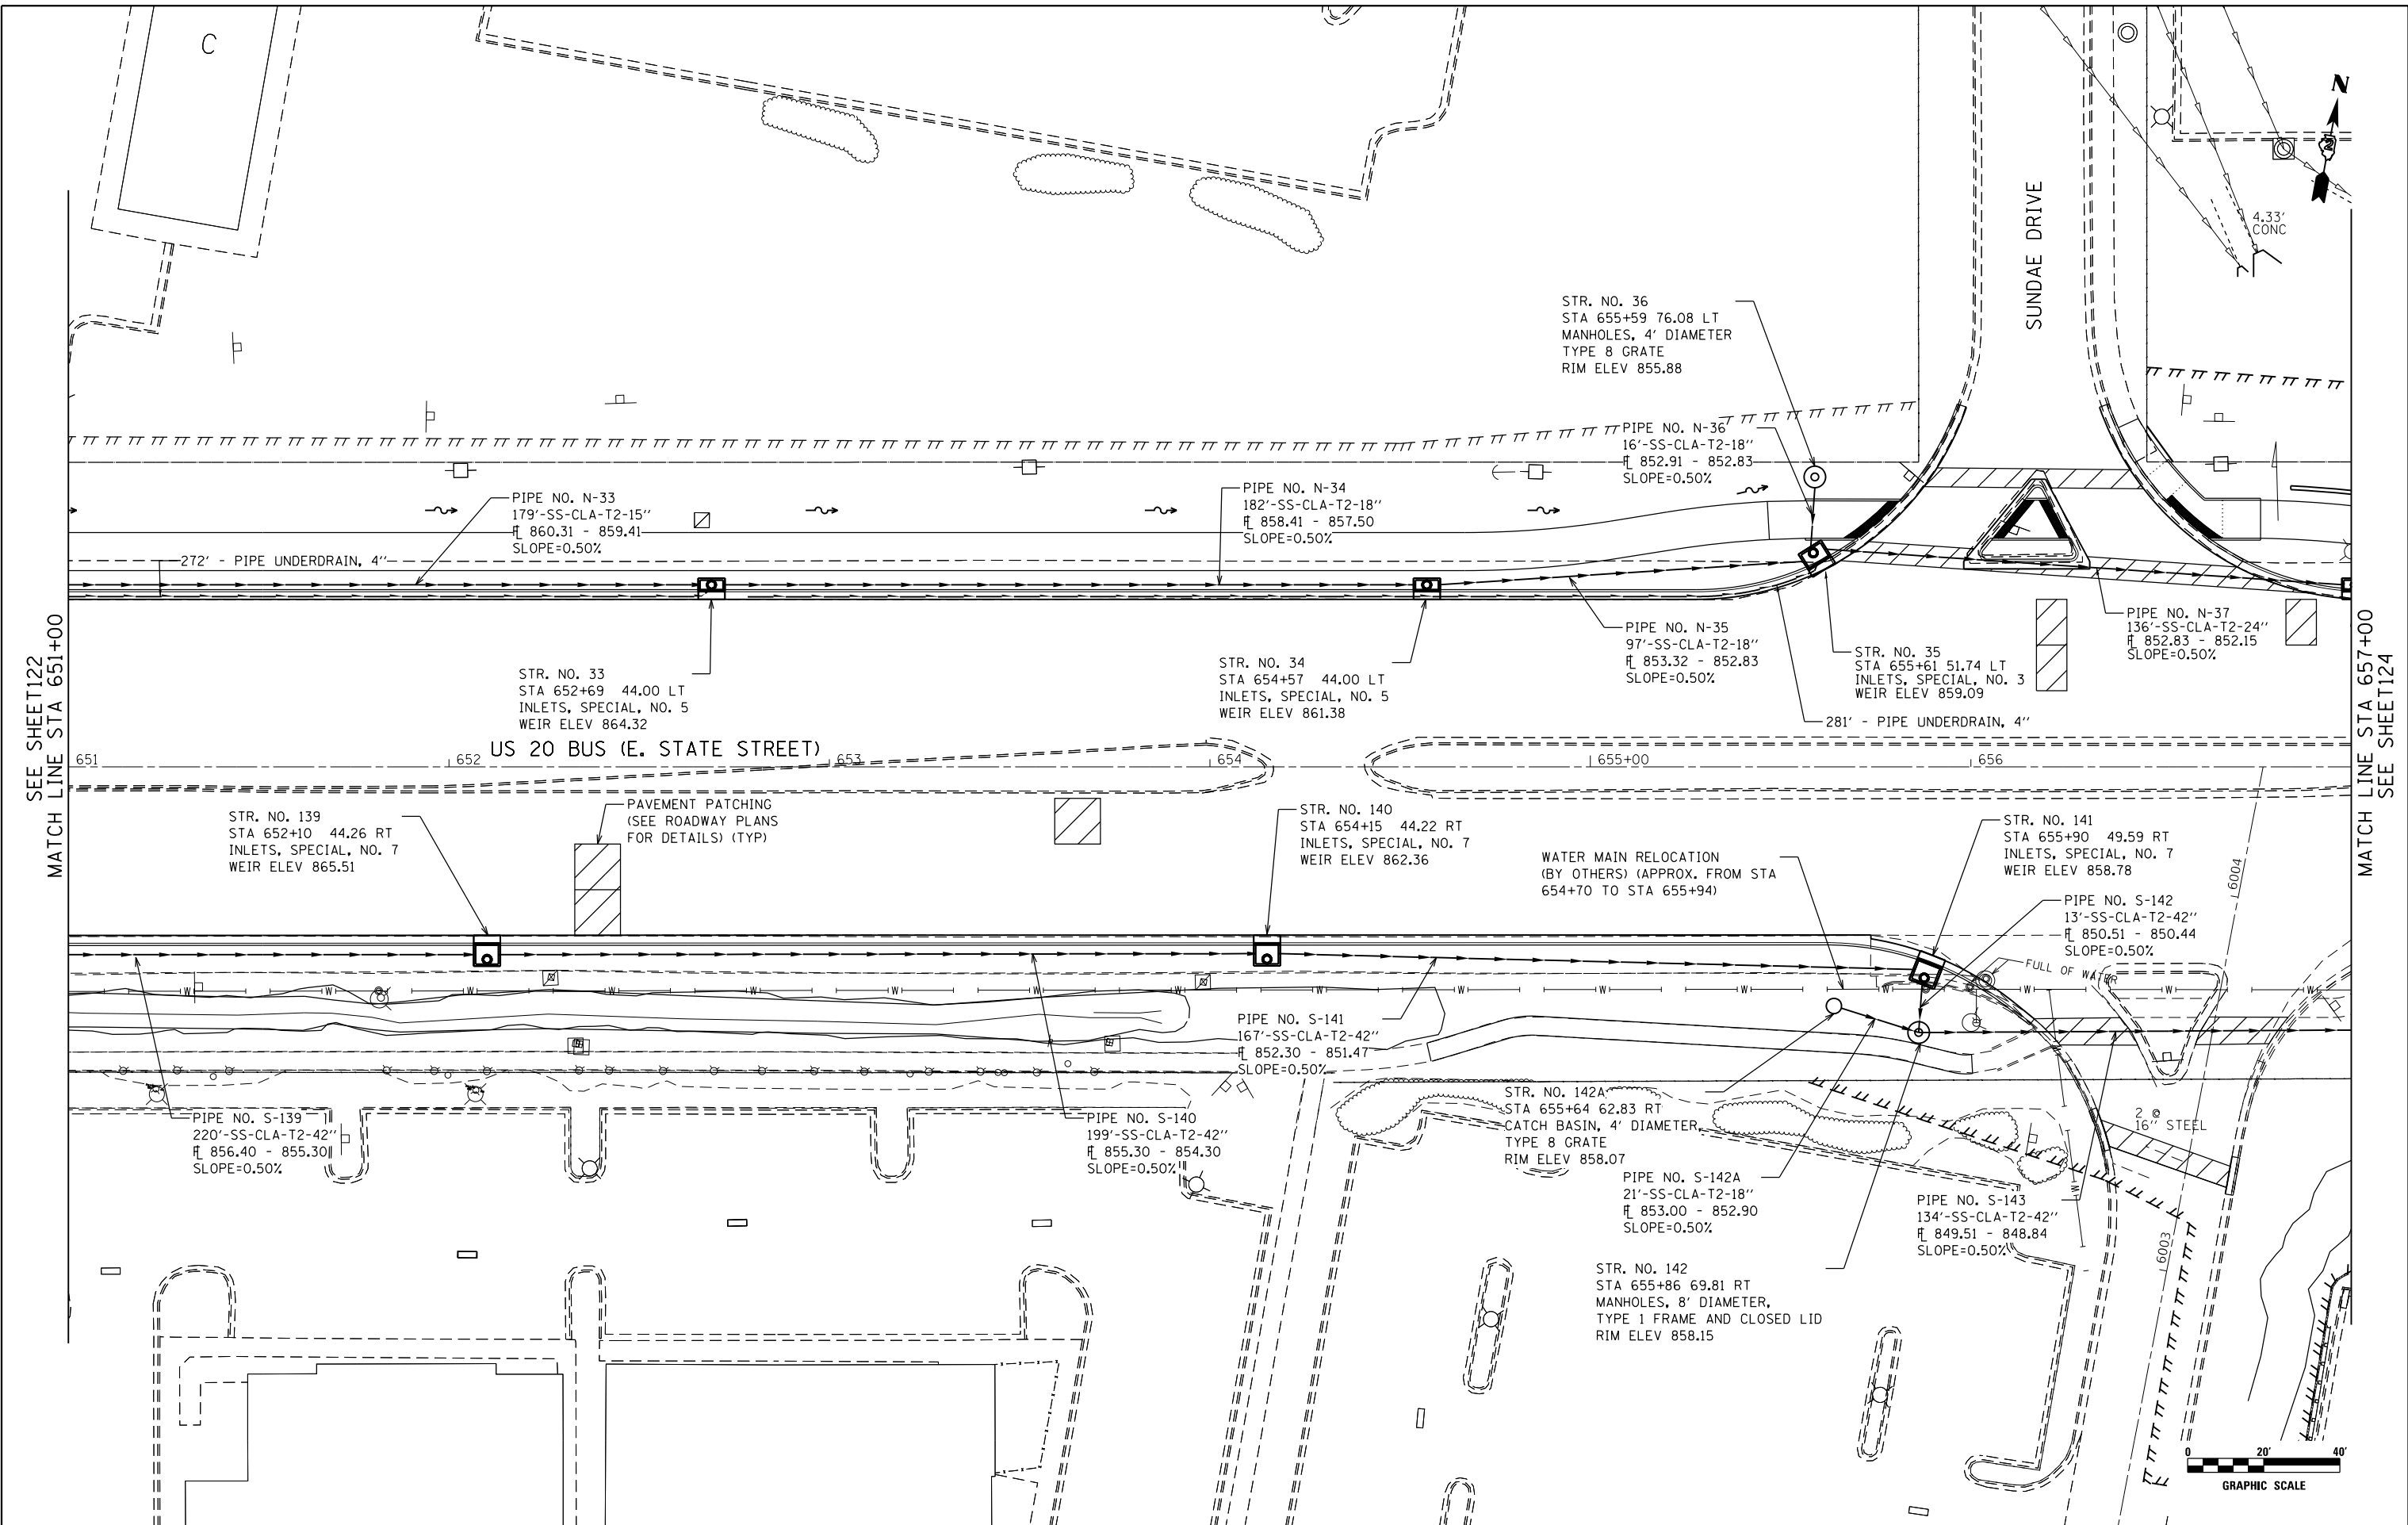 C
N
4.33'
CONC
SUNDAE DRIVE
STR. NO. 36
STA 655+59 76.08 LT
MANHOLES, 4' DIAMETER
TYPE 8 GRATE
RIM ELEV 855.88
PIPE NO. N-36
16'-SS-CLA-T2-18"
FL 852.91 - 852.83
SLOPE=0.50%
PIPE NO. N-33
179'-SS-CLA-T2-15"
FL 860.31 - 859.41
SLOPE=0.50%
PIPE NO. N-34
182'-SS-CLA-T2-18"
FL 858.41 - 857.50
SLOPE=0.50%
272' - PIPE UNDERDRAIN, 4"
PIPE NO. N-35
97'-SS-CLA-T2-18"
FL 853.32 - 852.83
SLOPE=0.50%
PIPE NO. N-37
136'-SS-CLA-T2-24"
FL 852.83 - 852.15
SLOPE=0.50%
STR. NO. 33
STA 652+69 44.00 LT
INLETS, SPECIAL, NO. 5
WEIR ELEV 864.32
STR. NO. 34
STA 654+57 44.00 LT
INLETS, SPECIAL, NO. 5
WEIR ELEV 861.38
STR. NO. 35
STA 655+61 51.74 LT
INLETS, SPECIAL, NO. 3
WEIR ELEV 859.09
281' - PIPE UNDERDRAIN, 4"
SEE SHEET122
MATCH LINE STA 651+00
MATCH LINE STA 657+00
SEE SHEET124
US 20 BUS (E. STATE STREET)
651
652
653
654
655+00
656
STR. NO. 139
STA 652+10 44.26 RT
INLETS, SPECIAL, NO. 7
WEIR ELEV 865.51
PAVEMENT PATCHING
(SEE ROADWAY PLANS
FOR DETAILS) (TYP)
STR. NO. 140
STA 654+15 44.22 RT
INLETS, SPECIAL, NO. 7
WEIR ELEV 862.36
WATER MAIN RELOCATION
(BY OTHERS) (APPROX. FROM STA
654+70 TO STA 655+94)
STR. NO. 141
STA 655+90 49.59 RT
INLETS, SPECIAL, NO. 7
WEIR ELEV 858.78
6004
PIPE NO. S-142
13'-SS-CLA-T2-42"
FL 850.51 - 850.44
SLOPE=0.50%
FULL OF WATER
W W W W W W W W W W W W W W W W
PIPE NO. S-141
167'-SS-CLA-T2-42"
FL 852.30 - 851.47
SLOPE=0.50%
PIPE NO. S-139
220'-SS-CLA-T2-42"
FL 856.40 - 855.30
SLOPE=0.50%
PIPE NO. S-140
199'-SS-CLA-T2-42"
FL 855.30 - 854.30
SLOPE=0.50%
STR. NO. 142A
STA 655+64 62.83 RT
CATCH BASIN, 4' DIAMETER,
TYPE 8 GRATE
RIM ELEV 858.07
2 @
16" STEEL
PIPE NO. S-142A
21'-SS-CLA-T2-18"
FL 853.00 - 852.90
SLOPE=0.50%
PIPE NO. S-143
134'-SS-CLA-T2-42"
FL 849.51 - 848.84
SLOPE=0.50%
6003
STR. NO. 142
STA 655+86 69.81 RT
MANHOLES, 8' DIAMETER,
TYPE 1 FRAME AND CLOSED LID
RIM ELEV 858.15
0 20' 40'
GRAPHIC SCALE